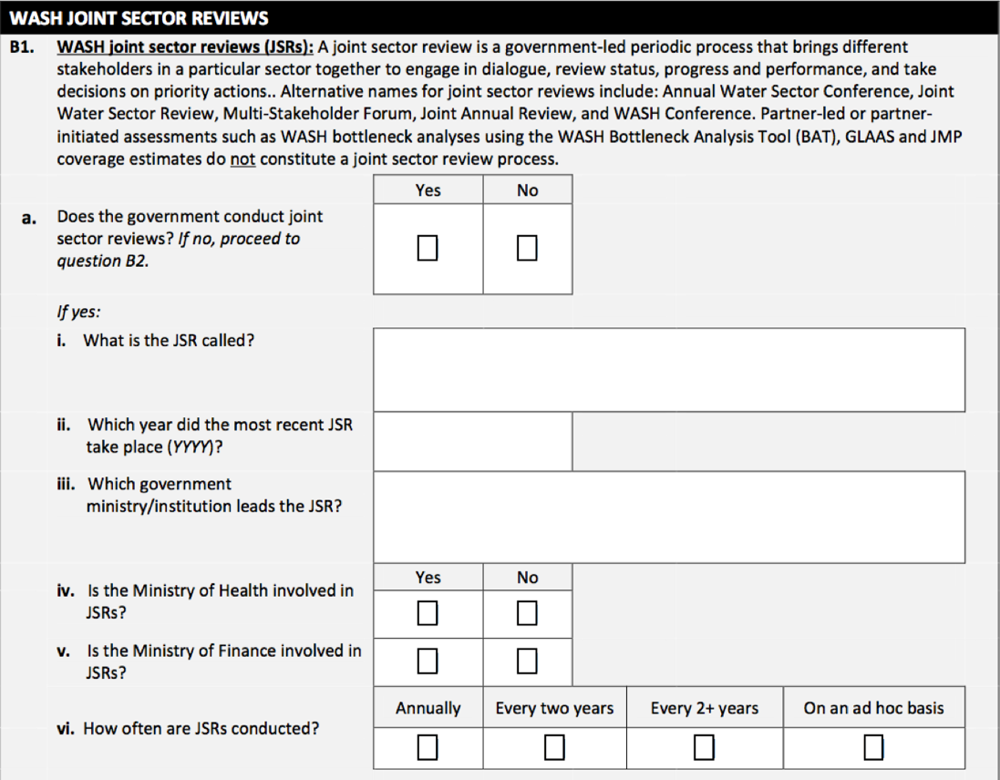 WASH JOINT SECTOR REVIEWS
B1. WASH joint sector reviews (JSRs): A joint sector review is a government-led periodic process that brings different
stakeholders in a particular sector together to engage in dialogue, review status, progress and performance, and take
decisions on priority actions.. Alternative names for joint sector reviews include: Annual Water Sector Conference, Joint
Water Sector Review, Multi-Stakeholder Forum, Joint Annual Review, and WASH Conference. Partner-led or partner-
initiated assessments such as WASH bottleneck analyses using the WASH Bottleneck Analysis Tool (BAT), GLAAS and JMP
coverage estimates do not constitute a joint sector review process.
Yes No
a. Does the government conduct joint
sector reviews? If no, proceed to
question B2.
If yes:
i. What is the JSR called?
ii. Which year did the most recent JSR
take place (YYYY)?
iii. Which government
ministry/institution leads the JSR?
Yes No
iv. Is the Ministry of Health involved in
JSRs?
v. Is the Ministry of Finance involved in
JSRs?
Annually Every two years Every 2+ years On an ad hoc basis
vi. How often are JSRs conducted?